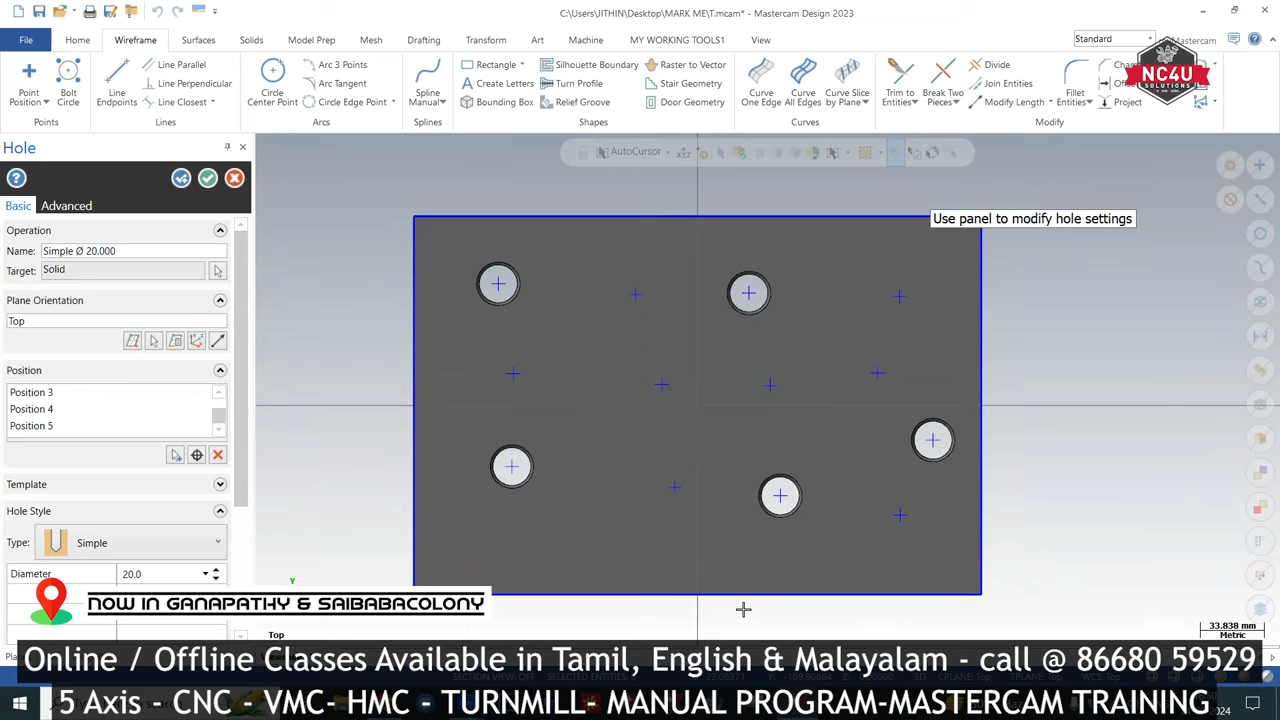 C:\Users\JITHIN\Desktop\MARK ME\T.mcam* - Mastercam Design 2023
File Home Wireframe Surfaces Solids Model Prep Mesh Drafting Transform Art Machine MY WORKING TOOLS1 View Standard Mastercam
Point Position
Bolt Circle
Points
Line Endpoints
Line Parallel
Line Perpendicular
Line Closest
Lines
Circle Center Point
Arc 3 Points
Arc Tangent
Circle Edge Point
Arcs
Spline Manual
Splines
Rectangle
Create Letters
Bounding Box
Silhouette Boundary
Turn Profile
Relief Groove
Raster to Vector
Stair Geometry
Door Geometry
Shapes
Curve One Edge
Curve All Edges
Curve Slice by Plane
Curves
Trim to Entities
Break Two Pieces
Divide
Join Entities
Modify Length
Fillet Entities
Project
Modify
NC4U
SOLUTIONS
AutoCursor
Hole
Basic Advanced
Operation
Name: Simple Ø 20.000
Target: Solid
Plane Orientation
Top
Position
Position 3
Position 4
Position 5
Template
Hole Style
Type: Simple
Diameter 20.0
Use panel to modify hole settings
Y
Top
33.838 mm
Metric
NOW IN GANAPATHY & SAIBABACOLONY
Online / Offline Classes Available in Tamil, English & Malayalam - call @ 86680 59529
5 Axis - CNC - VMC- HMC - TURNMILL- MANUAL PROGRAM-MASTERCAM TRAINING